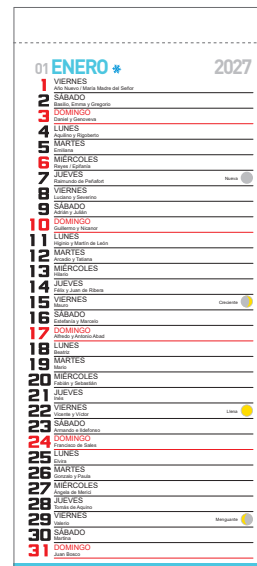 01 ENERO * 2027
1 VIERNES
Año Nuevo / María Madre del Señor
2 SÁBADO
Basilio, Emma y Gregorio
3 DOMINGO
Daniel y Genoveva
4 LUNES
Aquilino y Rigoberto
5 MARTES
Emiliana
6 MIÉRCOLES
Reyes / Epifanía
7 JUEVES
Raimundo de Peñafort
Nueva
8 VIERNES
Luciano y Severino
9 SÁBADO
Adrián y Julián
10 DOMINGO
Guillermo y Nicanor
11 LUNES
Higinio y Martín de León
12 MARTES
Arcadio y Tatiana
13 MIÉRCOLES
Hilario
14 JUEVES
Félix y Juan de Ribera
15 VIERNES
Mauro
Creciente
16 SÁBADO
Estefanía y Marcelo
17 DOMINGO
Alfredo y Antonio Abad
18 LUNES
Beatriz
19 MARTES
Mario
20 MIÉRCOLES
Fabián y Sebastián
21 JUEVES
Inés
22 VIERNES
Vicente y Víctor
Llena
23 SÁBADO
Armando e Ildefonso
24 DOMINGO
Francisco de Sales
25 LUNES
Elvira
26 MARTES
Gonzalo y Paula
27 MIÉRCOLES
Ángela de Merici
28 JUEVES
Tomás de Aquino
29 VIERNES
Valerio
Menguante
30 SÁBADO
Martina
31 DOMINGO
Juan Bosco